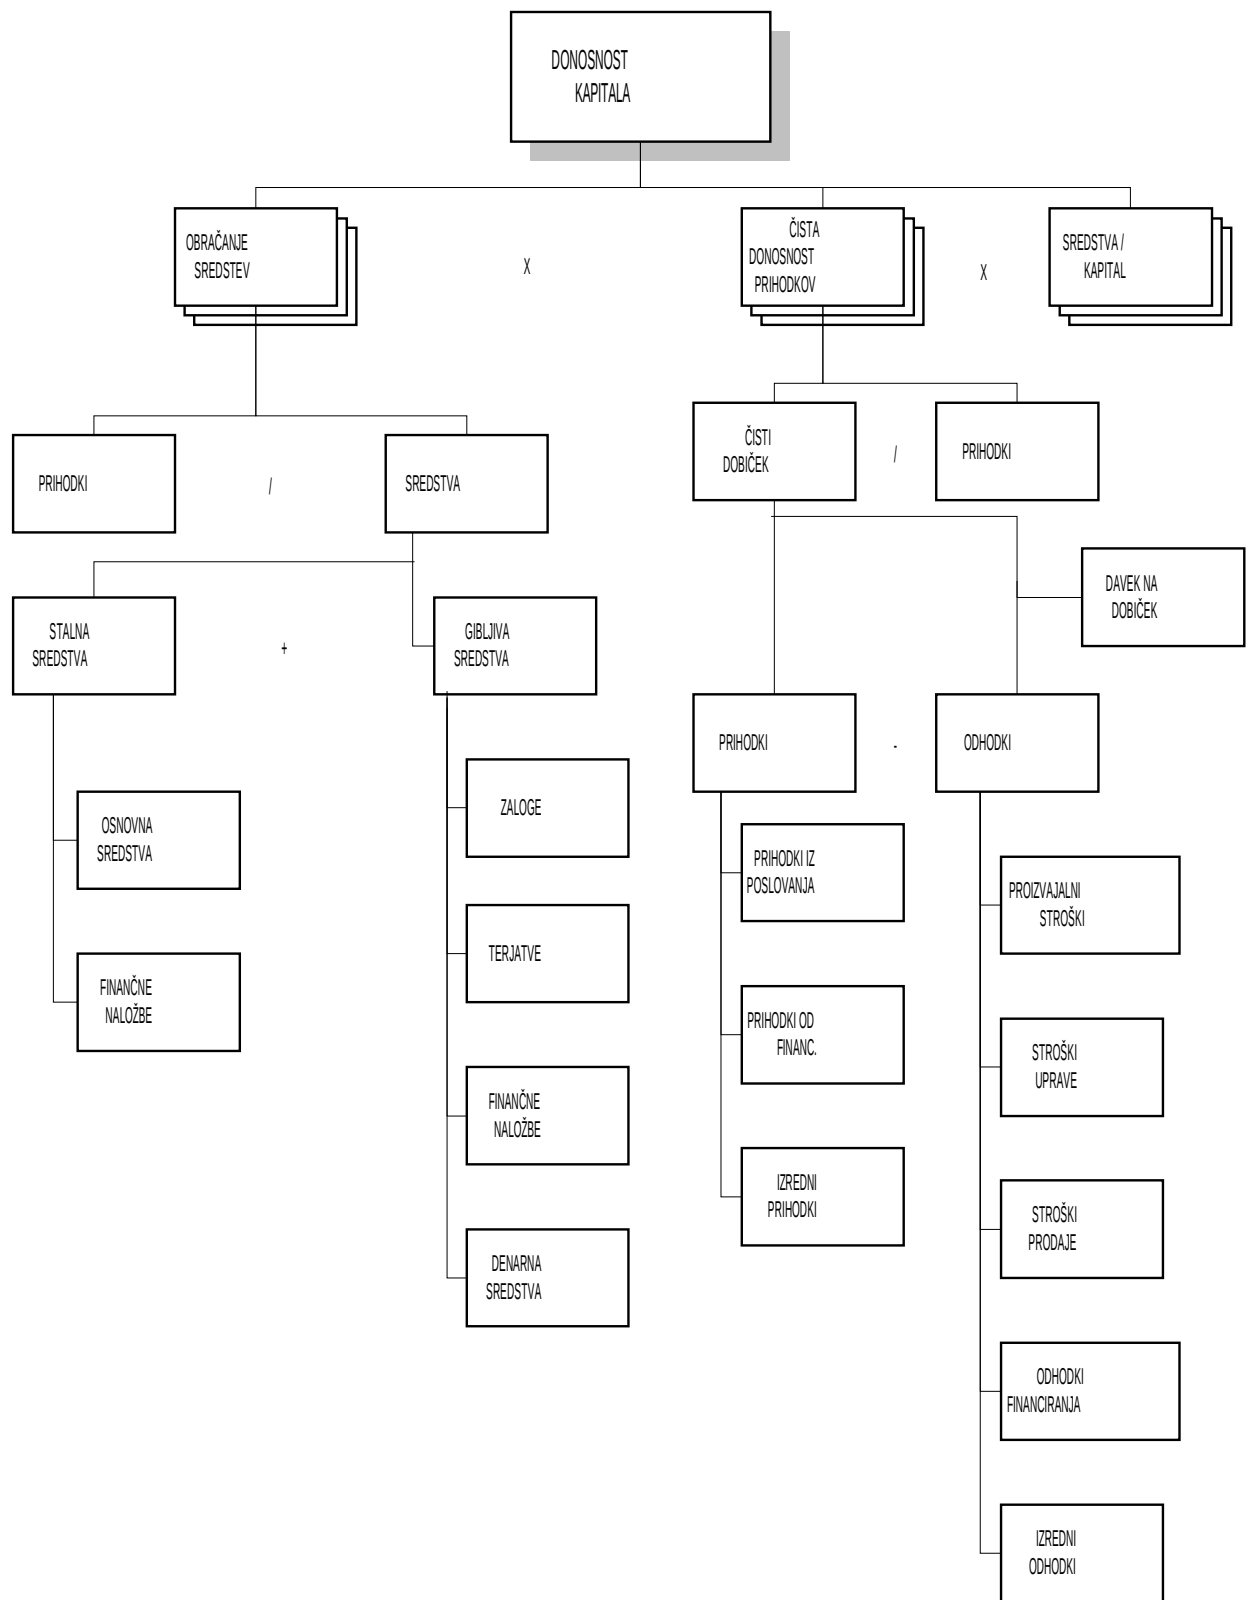 DONOSNOST
KAPITALA
OBRAČANJE
SREDSTEV
X
ČISTA
DONOSNOST
PRIHODKOV
X
SREDSTVA /
KAPITAL
PRIHODKI
/
SREDSTVA
ČISTI
DOBIČEK
/
PRIHODKI
STALNA
SREDSTVA
+
GIBLJIVA
SREDSTVA
DAVEK NA
DOBIČEK
PRIHODKI
-
ODHODKI
OSNOVNA
SREDSTVA
FINANČNE
NALOŽBE
ZALOGE
TERJATVE
FINANČNE
NALOŽBE
DENARNA
SREDSTVA
PRIHODKI IZ
POSLOVANJA
PRIHODKI OD
FINANC.
IZREDNI
PRIHODKI
PROIZVAJALNI
STROŠKI
STROŠKI
UPRAVE
STROŠKI
PRODAJE
ODHODKI
FINANCIRANJA
IZREDNI
ODHODKI